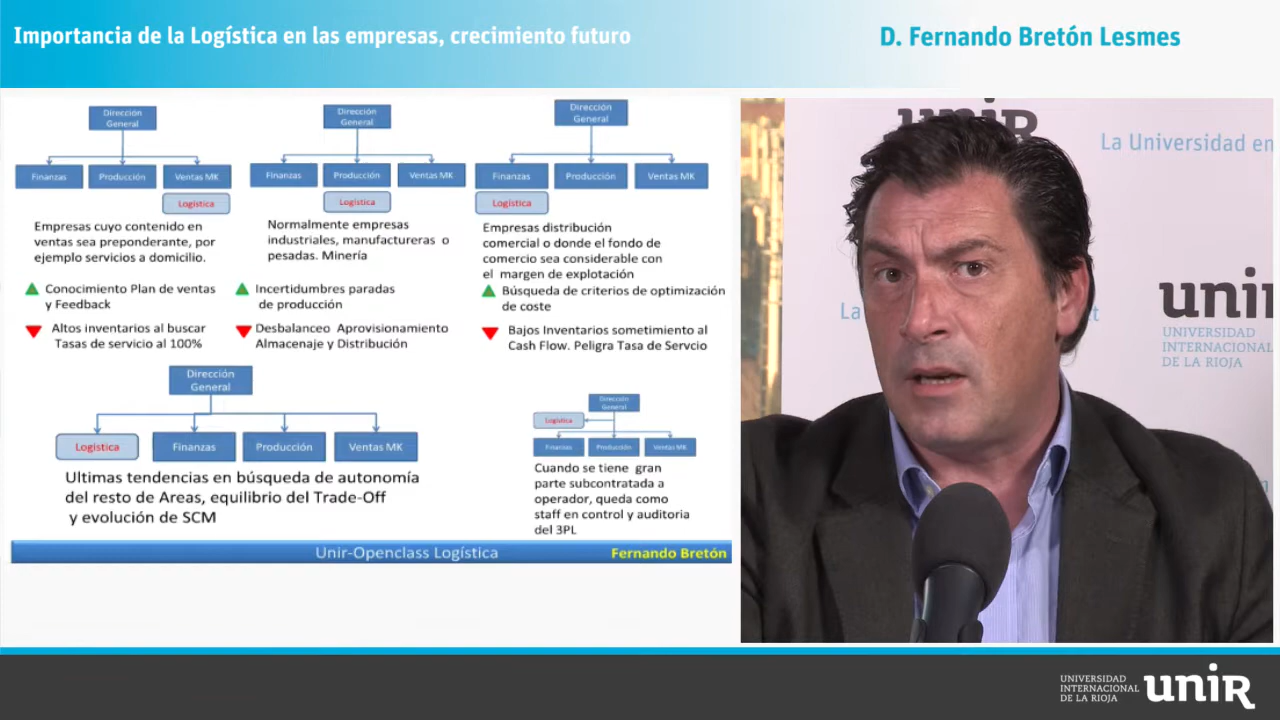 Importancia de la Logística en las empresas, crecimiento futuro
D. Fernando Bretón Lesmes
Dirección
General
Finanzas
Producción
Ventas MK
Logística
Empresas cuyo contenido en
ventas sea preponderante, por
ejemplo servicios a domicilio.
Conocimiento Plan de ventas
y Feedback
Altos inventarios al buscar
Tasas de servicio al 100%
Dirección
General
Finanzas
Producción
Ventas MK
Logística
Normalmente empresas
industriales, manufactureras o
pesadas. Minería
Incertidumbres paradas
de producción
Desbalanceo Aprovisionamiento
Almacenaje y Distribución
Dirección
General
Finanzas
Producción
Ventas MK
Logística
Empresas distribución
comercial o donde el fondo de
comercio sea considerable con
el margen de explotación
Búsqueda de criterios de optimización
de coste
Bajos Inventarios sometimiento al
Cash Flow. Peligra Tasa de Servcio
Dirección
General
Logística
Finanzas
Producción
Ventas MK
Ultimas tendencias en búsqueda de autonomía
del resto de Areas, equilibrio del Trade-Off
y evolución de SCM
Dirección
General
Logística
Finanzas
Producción
Ventas MK
Cuando se tiene gran
parte subcontratada a
operador, queda como
staff en control y auditoria
del 3PL
Unir-Openclass Logística
Fernando Bretón
unir
La Universidad en
La
t
uni
UNIVERSIDAD
INTERNACIONAL
DE LA RIOJA
n
UNIVERSIDAD
INTERNACIONAL
DE LA RIOJA
unir